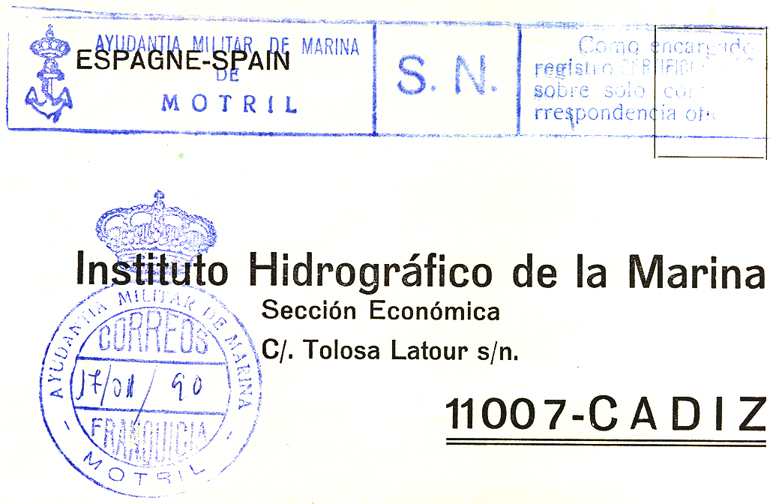 AYUDANTIA MILITAR DE MARINA
ESPAGNE-SPAIN
DE
MOTRIL
S. N.
Como encargado
registro
sobre solo
rrespondencia
Instituto Hidrográfico de la Marina
Sección Económica
C/. Tolosa Latour s/n.
11007-CADIZ
AYUDANTIA MILITAR DE MARINA
CORREOS
17/ 90
FRANQUICIA
- MOTRIL -